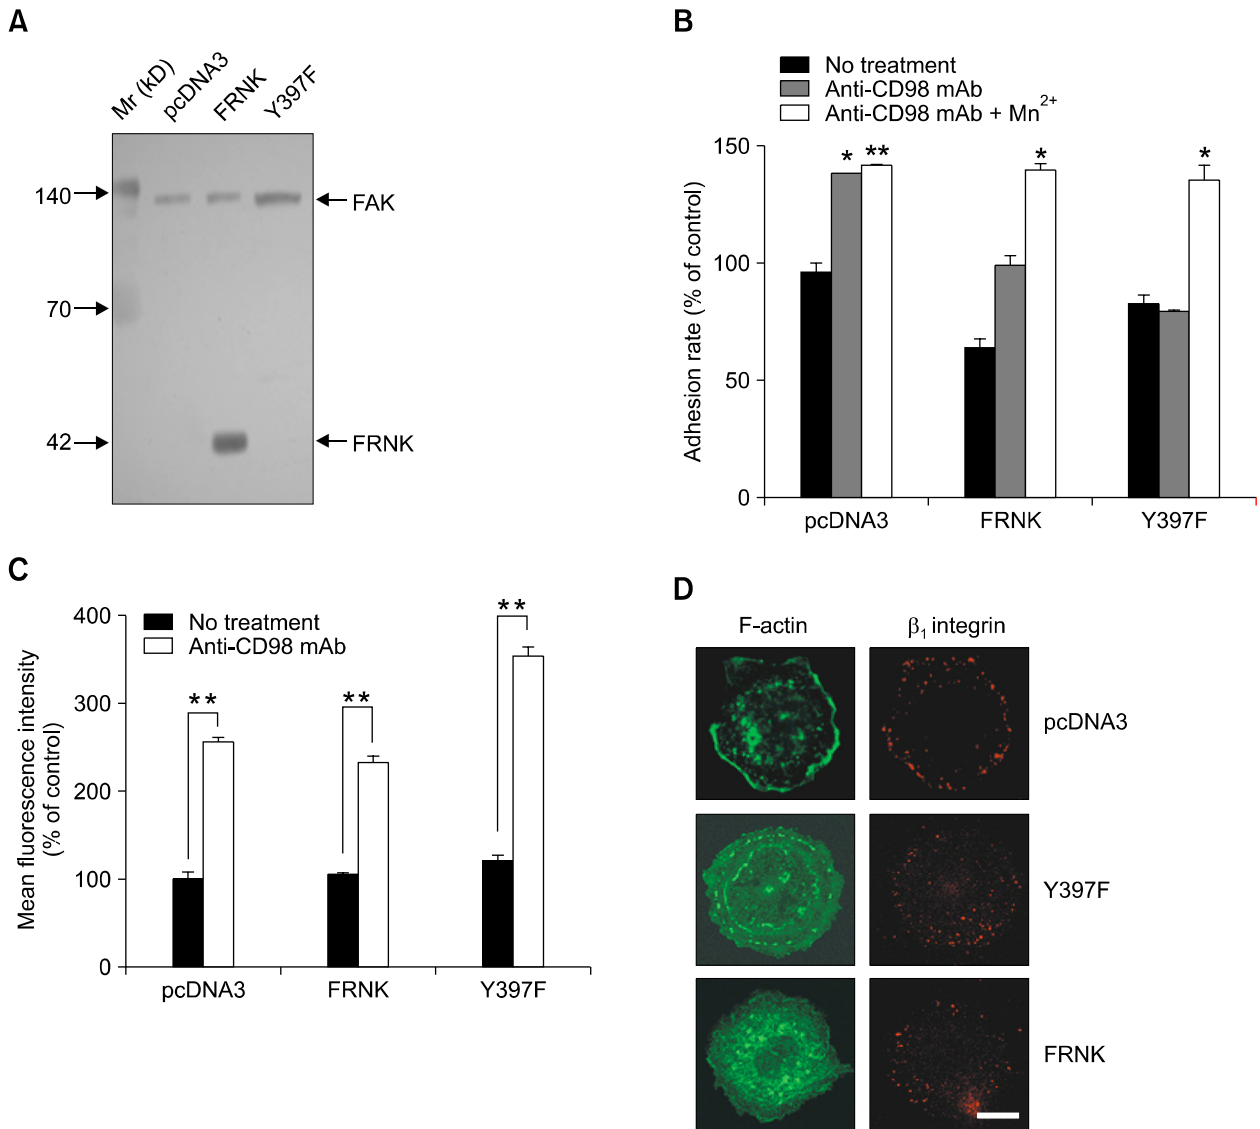 A
Mr (kD)
pcDNA3
FRNK
Y397F
140
FAK
70
42
FRNK
B
No treatment
Anti-CD98 mAb
Anti-CD98 mAb + Mn²⁺
Adhesion rate (% of control)
150
100
50
0
* **
*
*
pcDNA3 FRNK Y397F
C
No treatment
Anti-CD98 mAb
Mean fluorescence intensity
(% of control)
400
300
200
100
0
**
**
**
pcDNA3 FRNK Y397F
D
F-actin β₁ integrin
pcDNA3
Y397F
FRNK